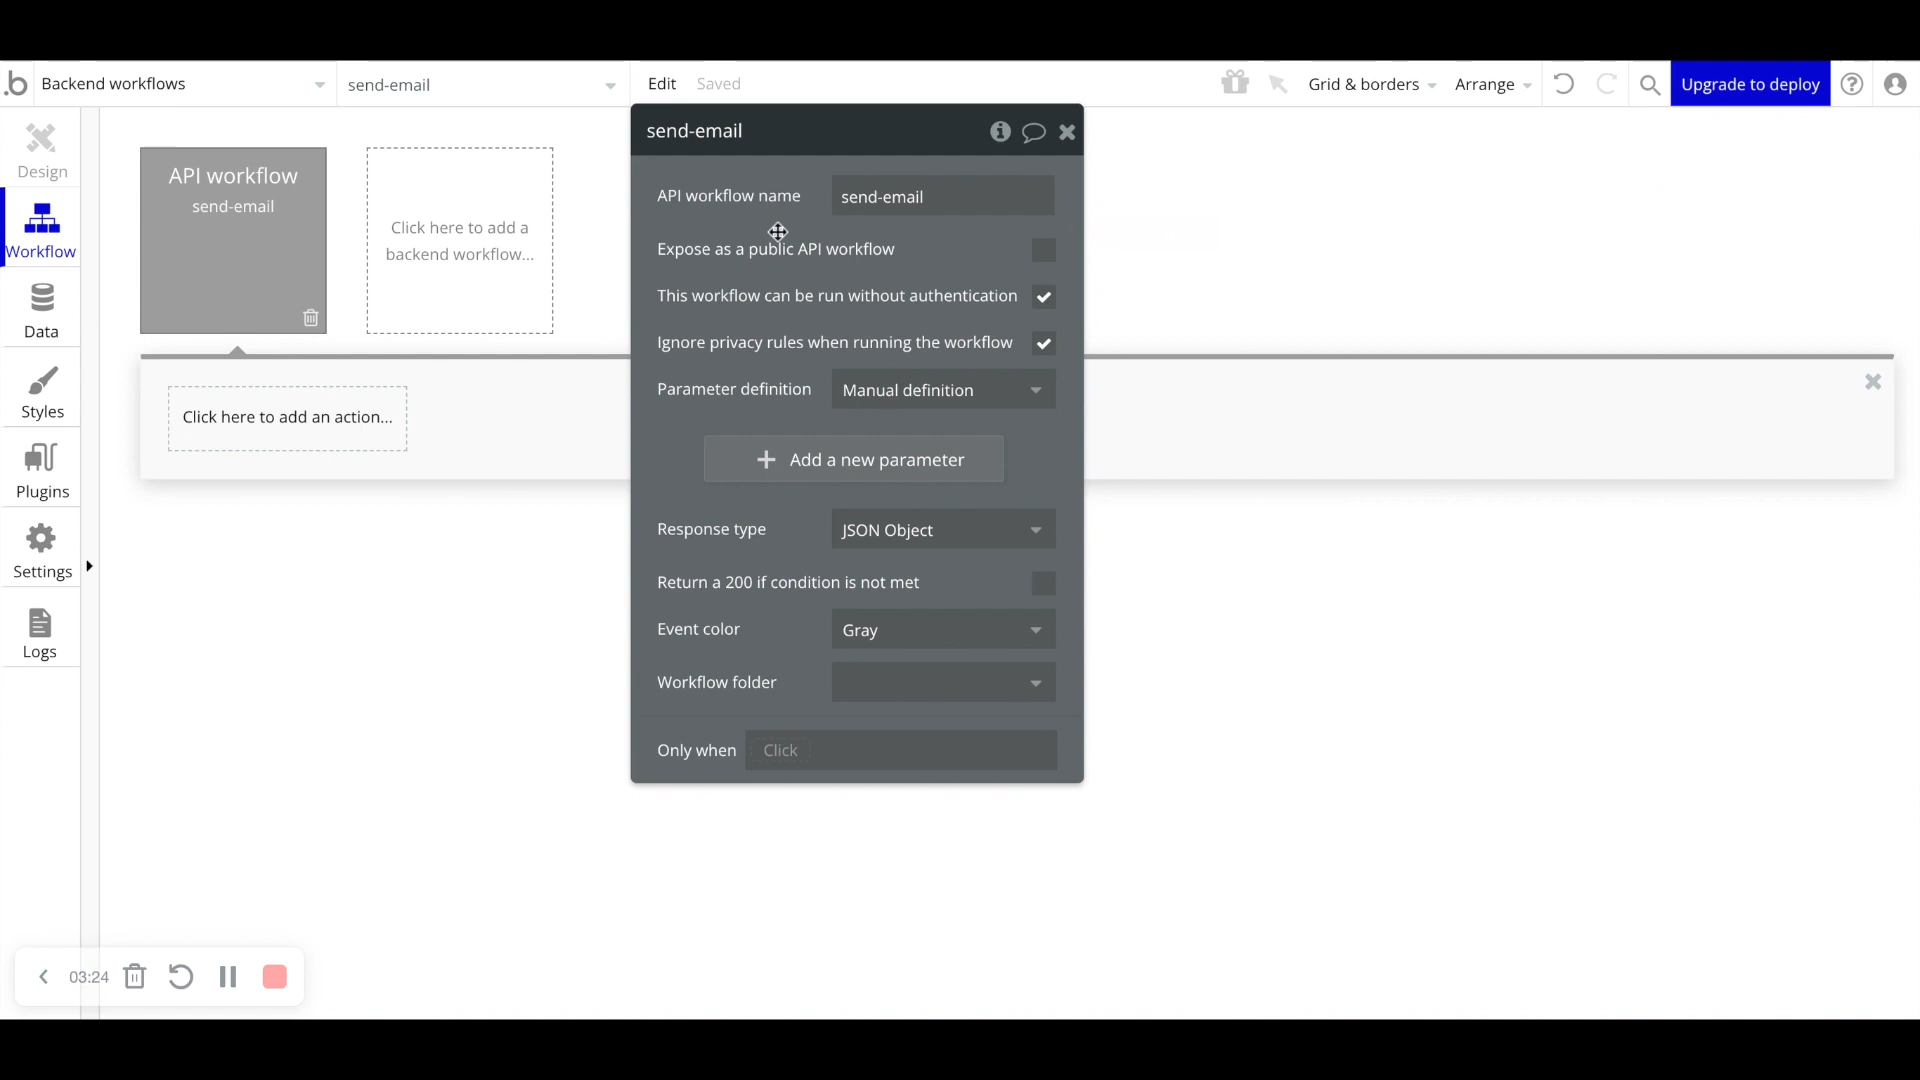 .b Backend workflows send-email Edit Saved Grid & borders Arrange Upgrade to deploy
Design
Workflow
Data
Styles
Plugins
Settings
Logs
API workflow
send-email
Click here to add a
backend workflow...
Click here to add an action...
send-email
API workflow name send-email
Expose as a public API workflow
This workflow can be run without authentication
Ignore privacy rules when running the workflow
Parameter definition Manual definition
Add a new parameter
Response type JSON Object
Return a 200 if condition is not met
Event color Gray
Workflow folder
Only when Click
03:24